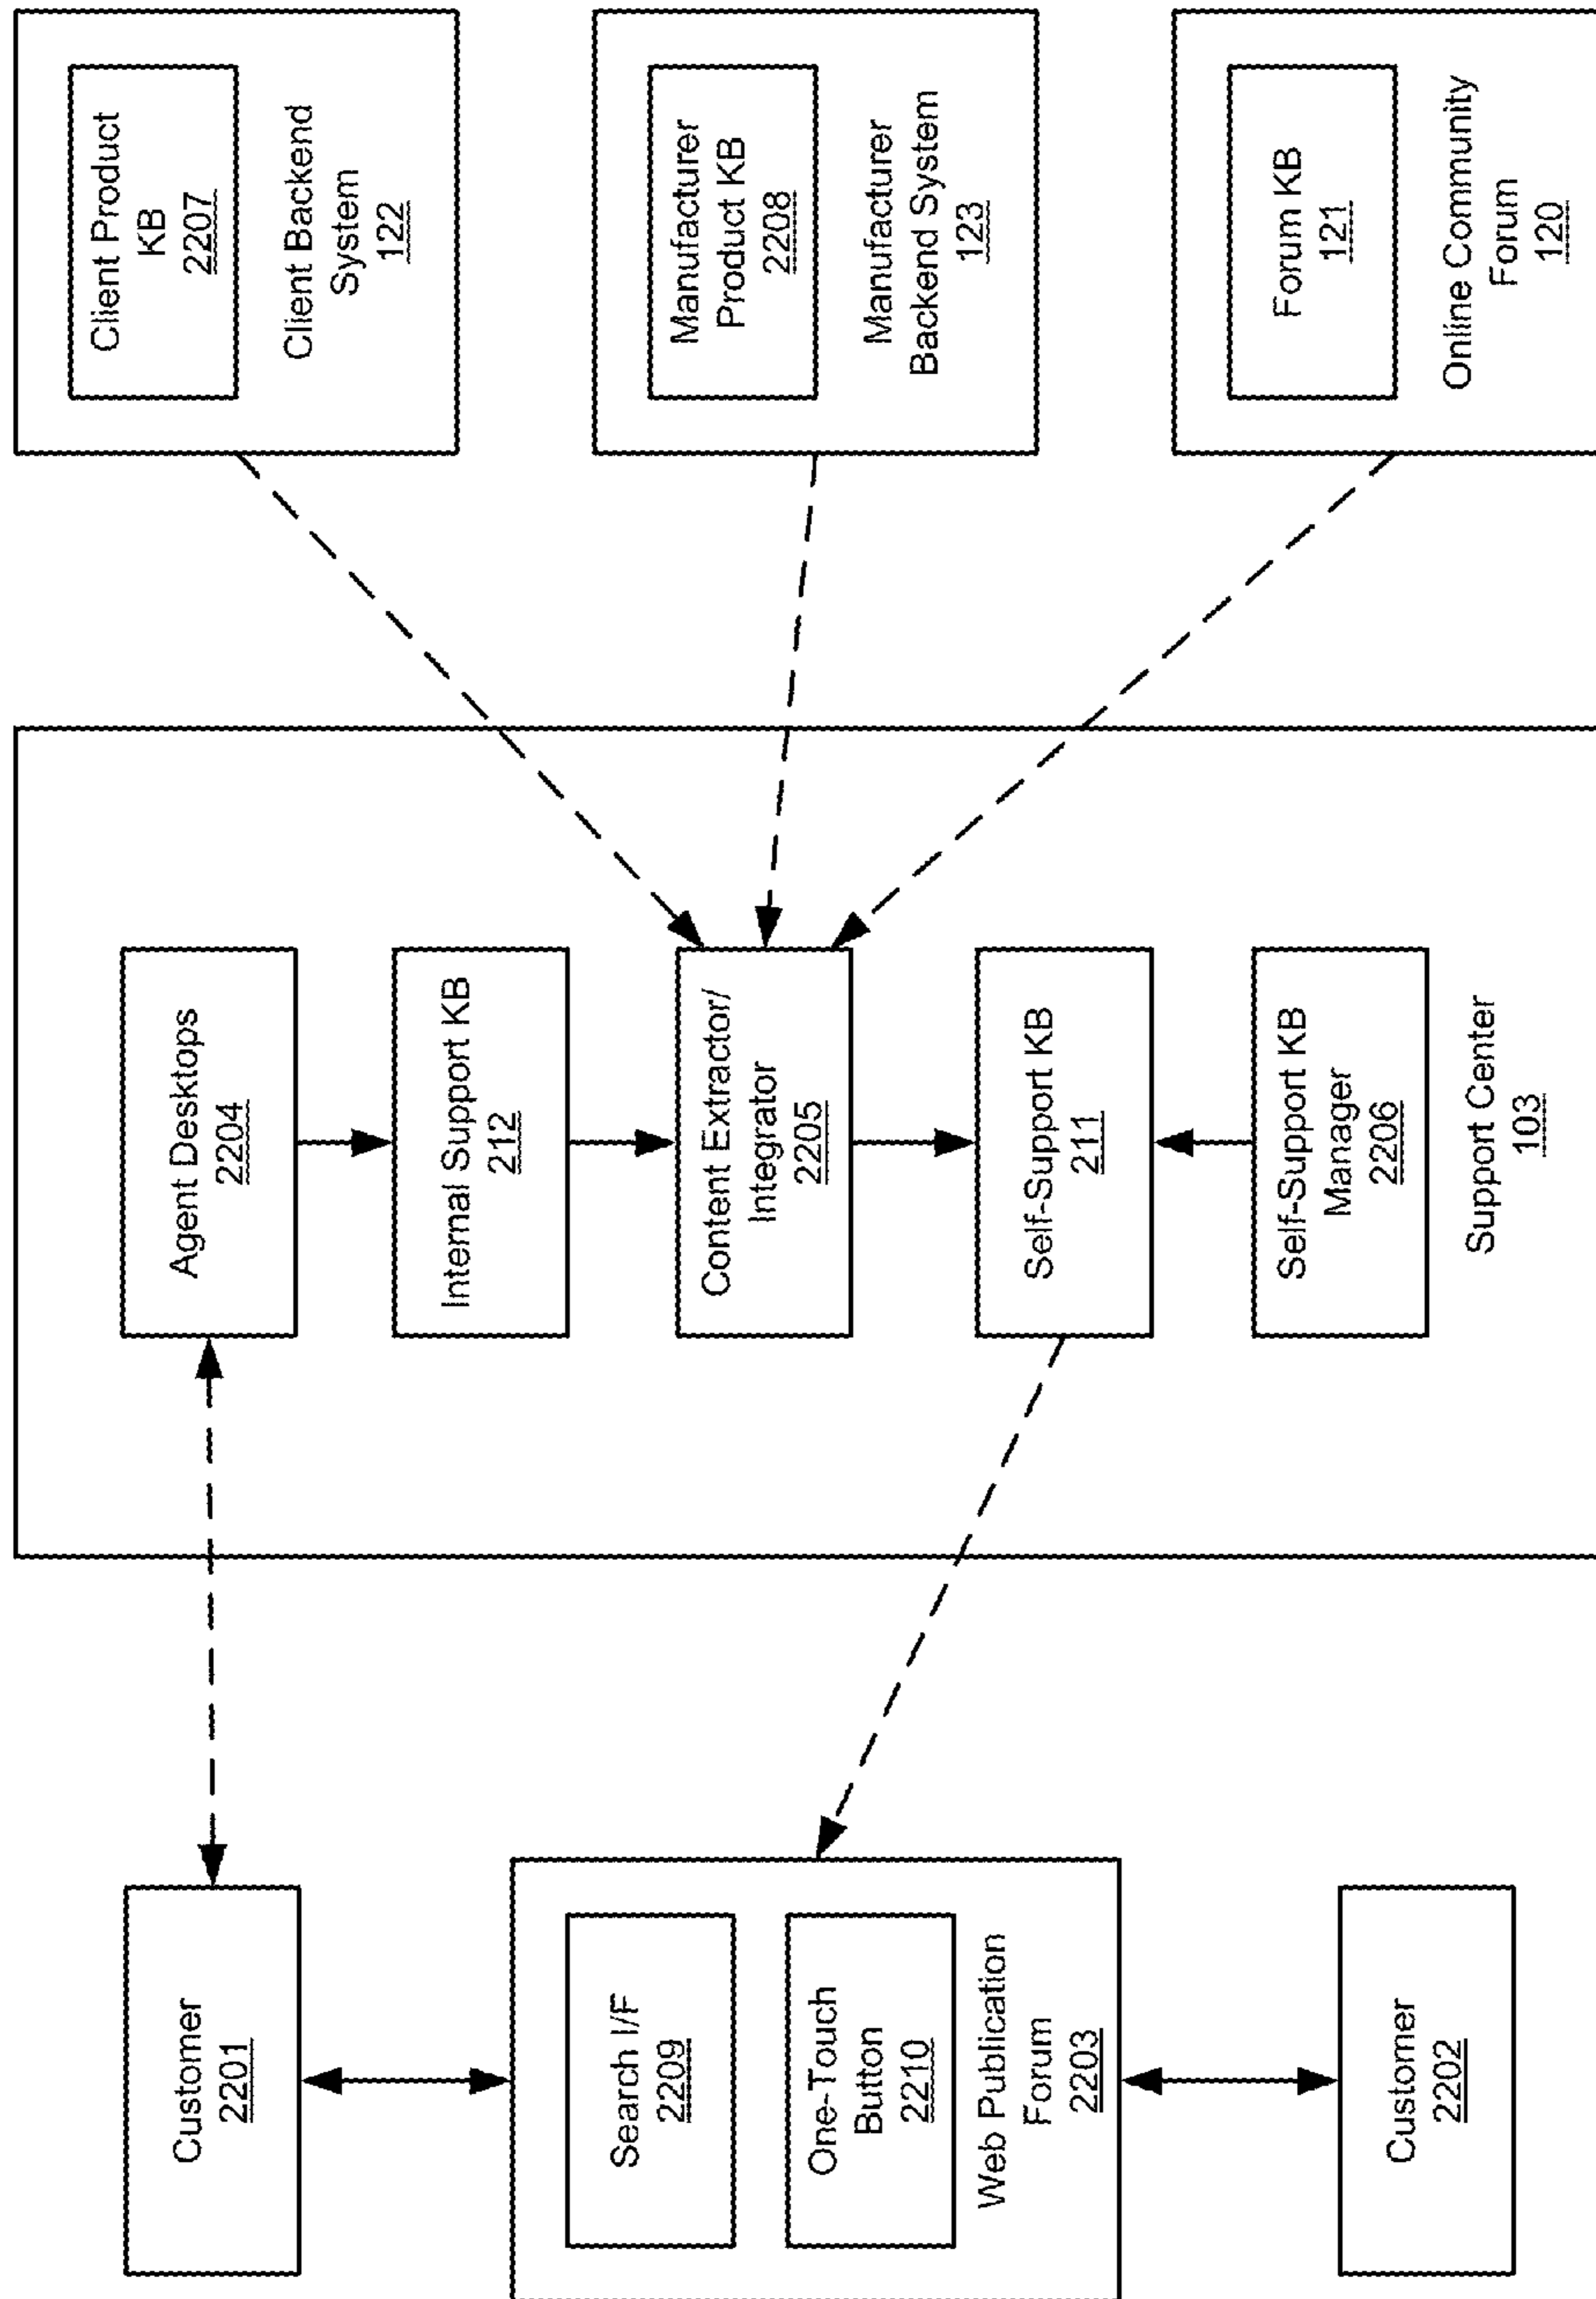 Customer
2201
Search I/F
2209
One-Touch
Button
2210
Web Publication
Forum
2203
Customer
2202
Agent Desktops
2204
Internal Support KB
212
Content Extractor/
Integrator
2205
Self-Support KB
211
Self-Support KB
Manager
2206
Support Center
103
Client Product
KB
2207
Client Backend
System
122
Manufacturer
Product KB
2208
Manufacturer
Backend System
123
Forum KB
121
Online Community
Forum
120